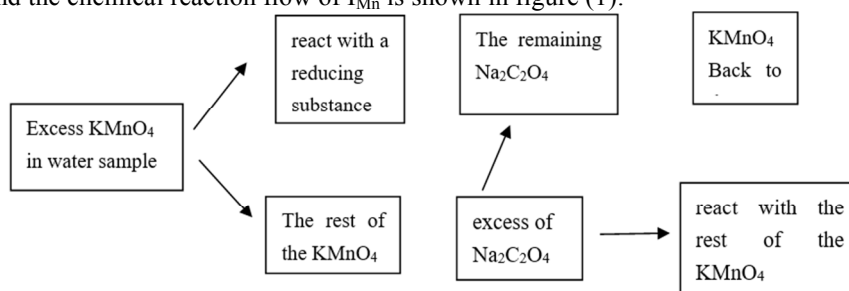 nd the chemical reaction flow of I_Mn is shown in figure (1).
react with a
reducing
substance
The remaining
Na₂C₂O₄
KMnO₄
Back to
Excess KMnO₄
in water sample
The rest of
the KMnO₄
excess of
Na₂C₂O₄
react with the
rest of the
KMnO₄